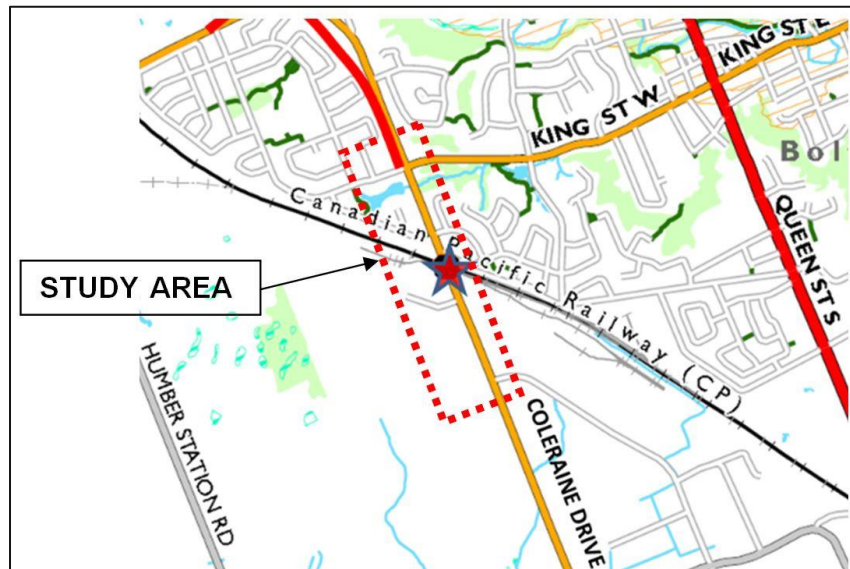 KING ST E
KING ST W
Bol
Canadian Pacific Railway (CP)
QUEEN ST S
STUDY AREA
HUMBER STATION RD
COLERAINE DRIVE